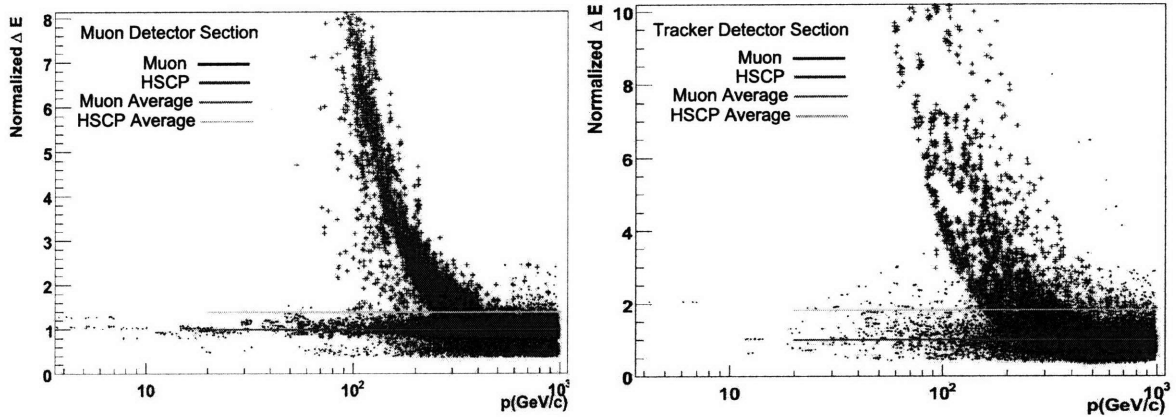 Normalized Δ E
8
7
6
5
4
3
2
1
0
Muon Detector Section
Muon
HSCP
Muon Average
HSCP Average
10
10²
10³
p(GeV/c)
Normalized Δ E
10
8
6
4
2
0
Tracker Detector Section
Muon
HSCP
Muon Average
HSCP Average
10
10²
10³
p(GeV/c)